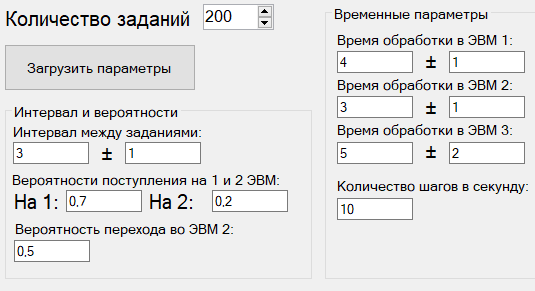 Количество заданий 200
Загрузить параметры
Интервал и вероятности
Интервал между заданиями:
3 ± 1
Вероятности поступления на 1 и 2 ЭВМ:
На 1: 0,7 На 2: 0,2
Вероятность перехода во ЭВМ 2:
0,5
Временные параметры
Время обработки в ЭВМ 1:
4 ± 1
Время обработки в ЭВМ 2:
3 ± 1
Время обработки в ЭВМ 3:
5 ± 2
Количество шагов в секунду:
10